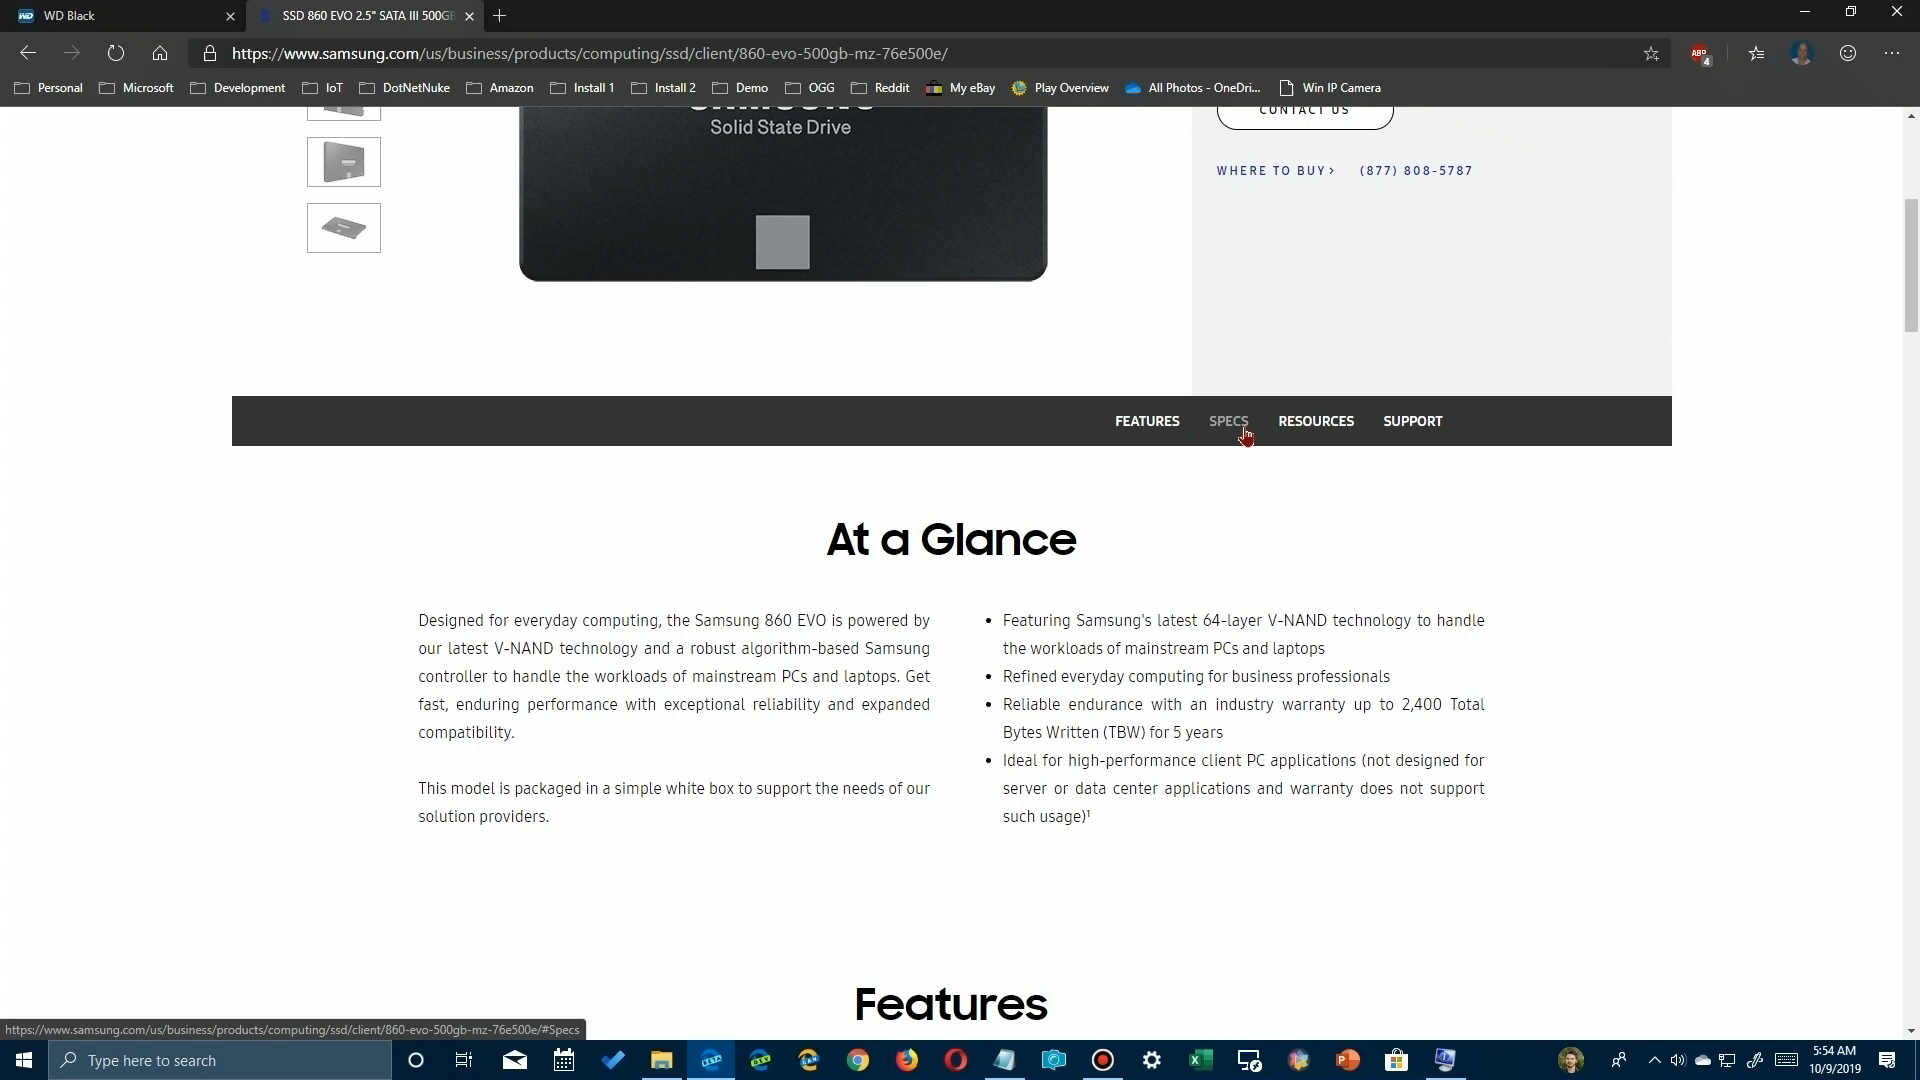 WD Black
SSD 860 EVO 2.5" SATA III 500GB
https://www.samsung.com/us/business/products/computing/ssd/client/860-evo-500gb-mz-76e500e/
ABP
4
Personal
Microsoft
Development
IoT
DotNetNuke
Amazon
Install 1
Install 2
Demo
OGG
Reddit
My eBay
Play Overview
All Photos - OneDri...
Win IP Camera
SAMSUNG
Solid State Drive
CONTACT US
WHERE TO BUY > (877) 808-5787
FEATURES SPECS RESOURCES SUPPORT
At a Glance
Designed for everyday computing, the Samsung 860 EVO is powered by
our latest V-NAND technology and a robust algorithm-based Samsung
controller to handle the workloads of mainstream PCs and laptops. Get
fast, enduring performance with exceptional reliability and expanded
compatibility.
This model is packaged in a simple white box to support the needs of our
solution providers.
• Featuring Samsung's latest 64-layer V-NAND technology to handle
the workloads of mainstream PCs and laptops
• Refined everyday computing for business professionals
• Reliable endurance with an industry warranty up to 2,400 Total
Bytes Written (TBW) for 5 years
• Ideal for high-performance client PC applications (not designed for
server or data center applications and warranty does not support
such usage)¹
Features
https://www.samsung.com/us/business/products/computing/ssd/client/860-evo-500gb-mz-76e500e/#Specs
Type here to search
BETA
DEV
CAN
5:54 AM
10/9/2019